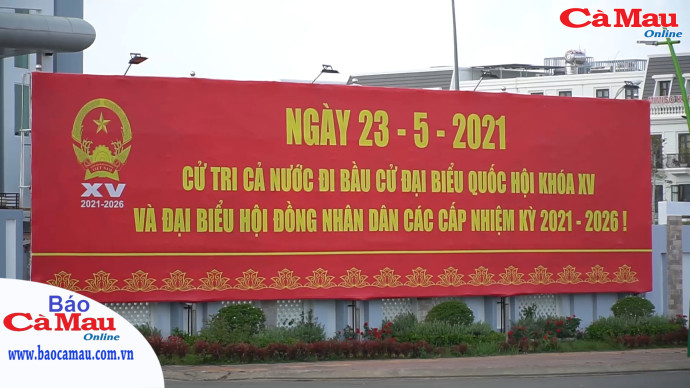 Cà Mau
Online
NGÀY 23 - 5 - 2021
CỬ TRI CẢ NƯỚC ĐI BẦU CỬ ĐẠI BIỂU QUỐC HỘI KHÓA XV
VÀ ĐẠI BIỂU HỘI ĐỒNG NHÂN DÂN CÁC CẤP NHIỆM KỲ 2021 - 2026 !
VIỆT NAM
XV
2021-2026
Báo
Cà Mau
Online
www.baocamau.com.vn